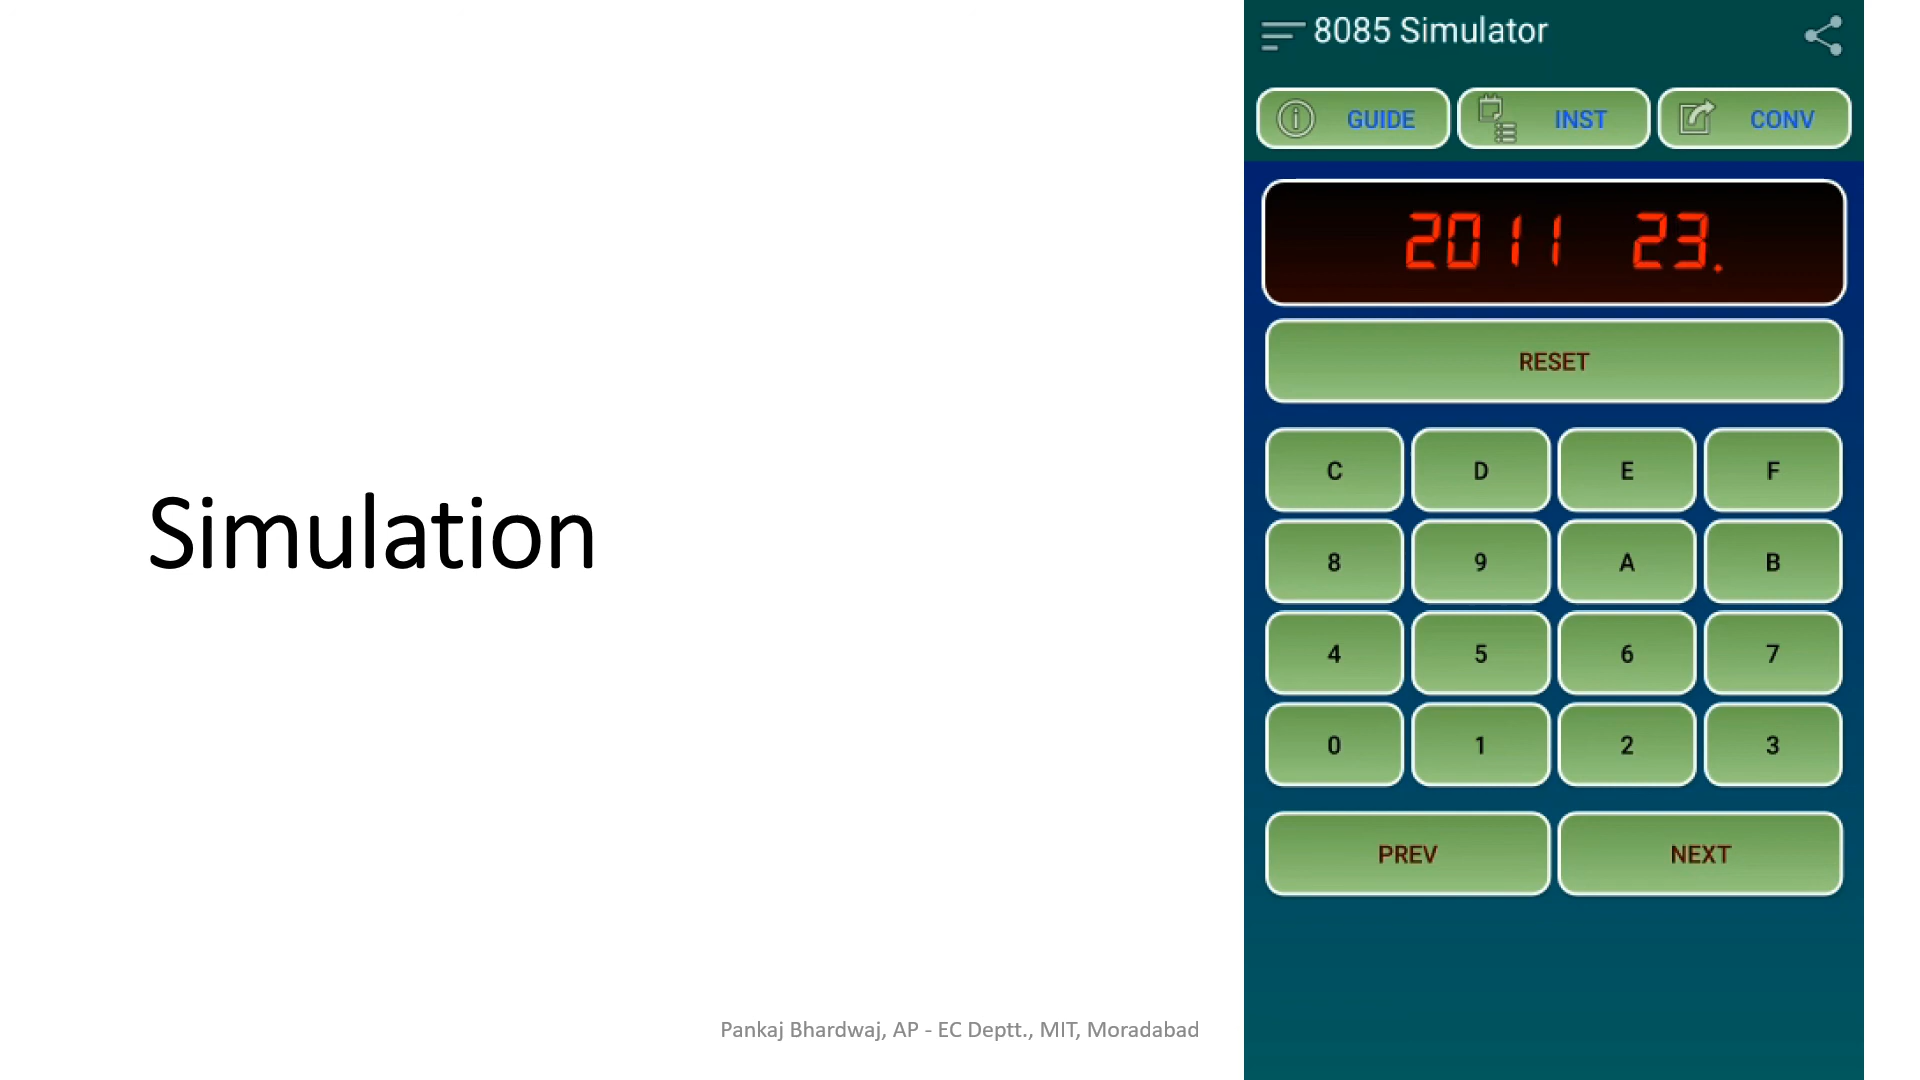 8085 Simulator
GUIDE INST CONV
2011 23.
RESET
C D E F
8 9 A B
4 5 6 7
0 1 2 3
PREV NEXT
Simulation
Pankaj Bhardwaj, AP - EC Deptt., MIT, Moradabad